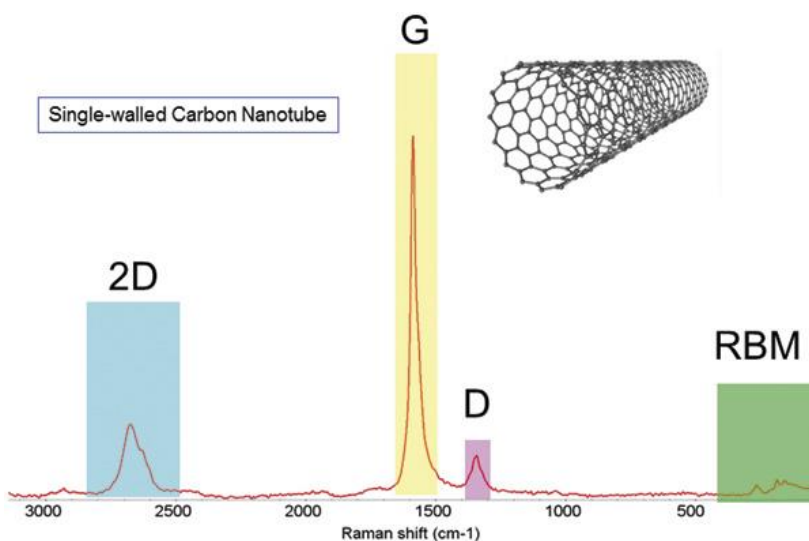 G
Single-walled Carbon Nanotube
2D
RBM
D
3000 2500 2000 1500 1000 500
Raman shift (cm-1)